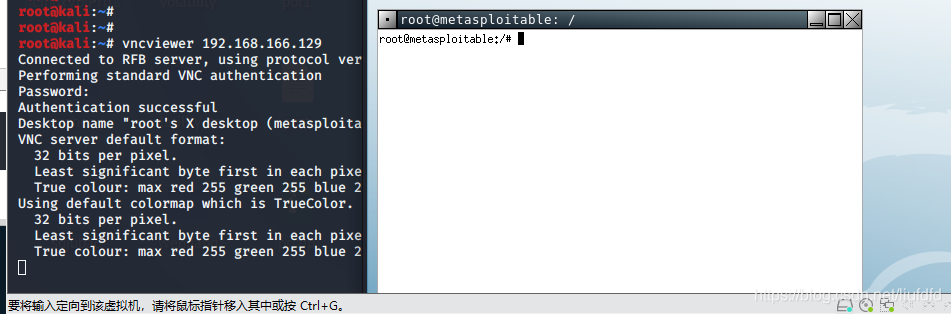 root@kali:~#
root@kali:~#
root@kali:~# vncviewer 192.168.166.129
Connected to RFB server, using protocol ver
Performing standard VNC authentication
Password:
Authentication successful
Desktop name "root's X desktop (metasploita
VNC server default format:
32 bits per pixel.
Least significant byte first in each pixe
True colour: max red 255 green 255 blue 2
Using default colormap which is TrueColor.
32 bits per pixel.
Least significant byte first in each pixe
True colour: max red 255 green 255 blue 2
root@metasploitable: /
root@metasploitable:/#
要将输入定向到该虚拟机，请将鼠标指针移入其中或按 Ctrl+G。
https://blog.csdn.net/liufdfd